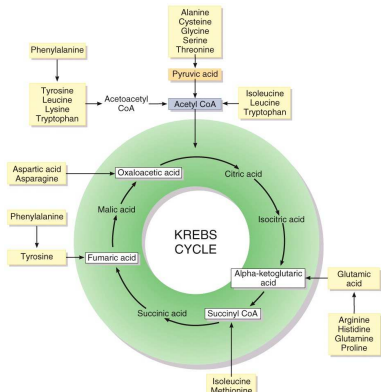 Alanine
Cysteine
Glycine
Serine
Threonine
Phenylalanine
Pyruvic acid
Tyrosine
Leucine
Lysine
Tryptophan
Acetoacetyl
CoA
Acetyl CoA
Isoleucine
Leucine
Tryptophan
Aspartic acid
Asparagine
Oxaloacetic acid
Citric acid
Malic acid
Isocitric acid
Phenylalanine
KREBS
CYCLE
Tyrosine
Fumaric acid
Alpha-ketoglutaric
acid
Glutamic
acid
Succinic acid
Succinyl CoA
Arginine
Histidine
Glutamine
Proline
Isoleucine
Methionine